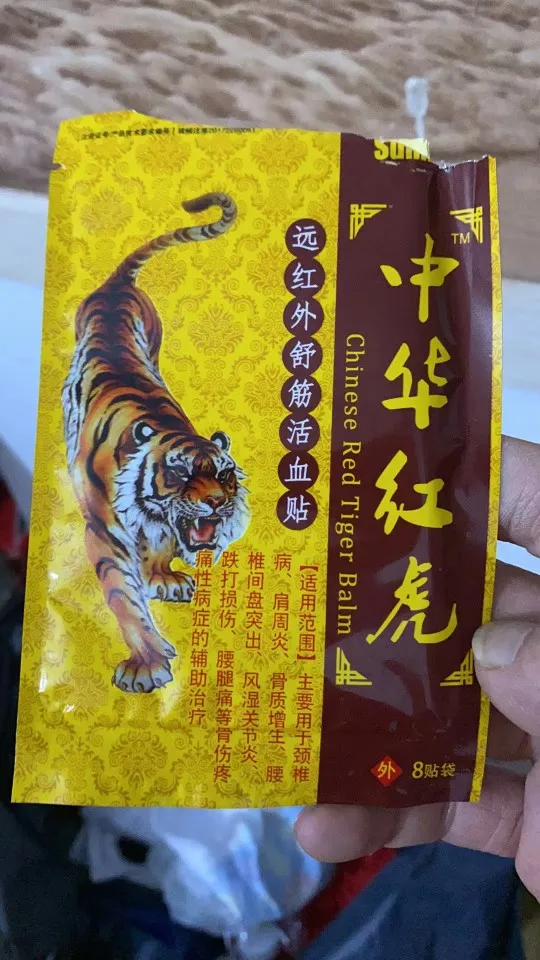 中华红虎
TM
Chinese Red Tiger Balm
外 8贴袋
远红外舒筋活血贴
【适用范围】主要用于颈椎
病、肩周炎、骨质增生、腰
椎间盘突出、风湿关节炎、
跌打损伤、腰腿痛等骨伤疼
痛性病症的辅助治疗